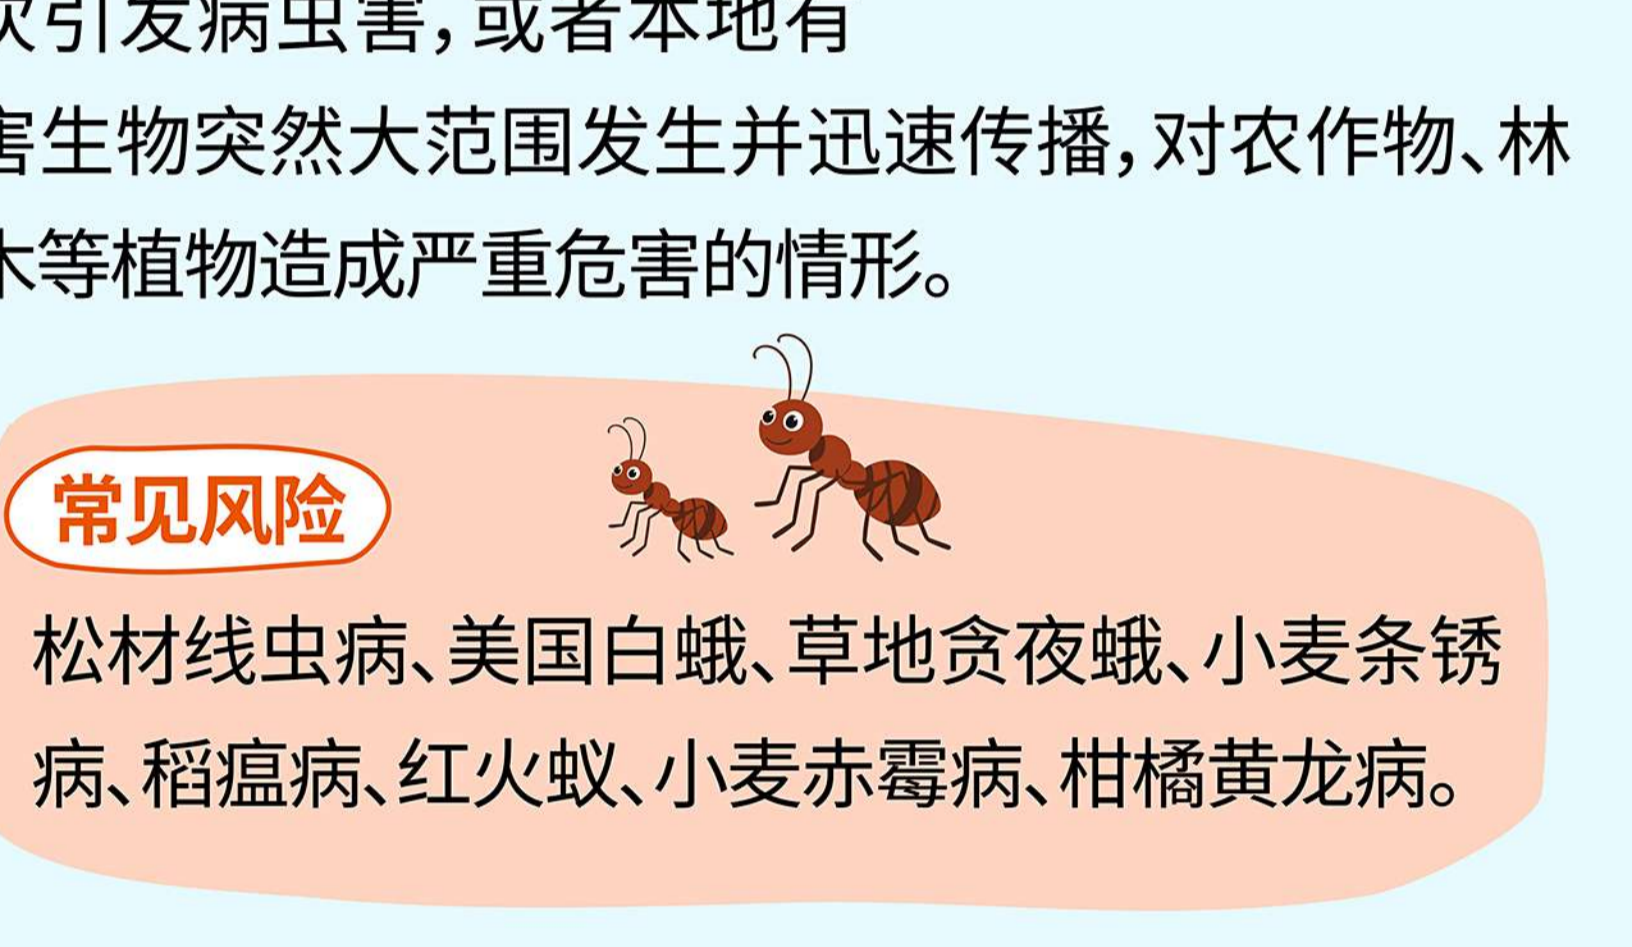 次引发病虫害，或者本地有
害生物突然大范围发生并迅速传播，对农作物、林
木等植物造成严重危害的情形。
常见风险
松材线虫病、美国白蛾、草地贪夜蛾、小麦条锈
病、稻瘟病、红火蚁、小麦赤霉病、柑橘黄龙病。